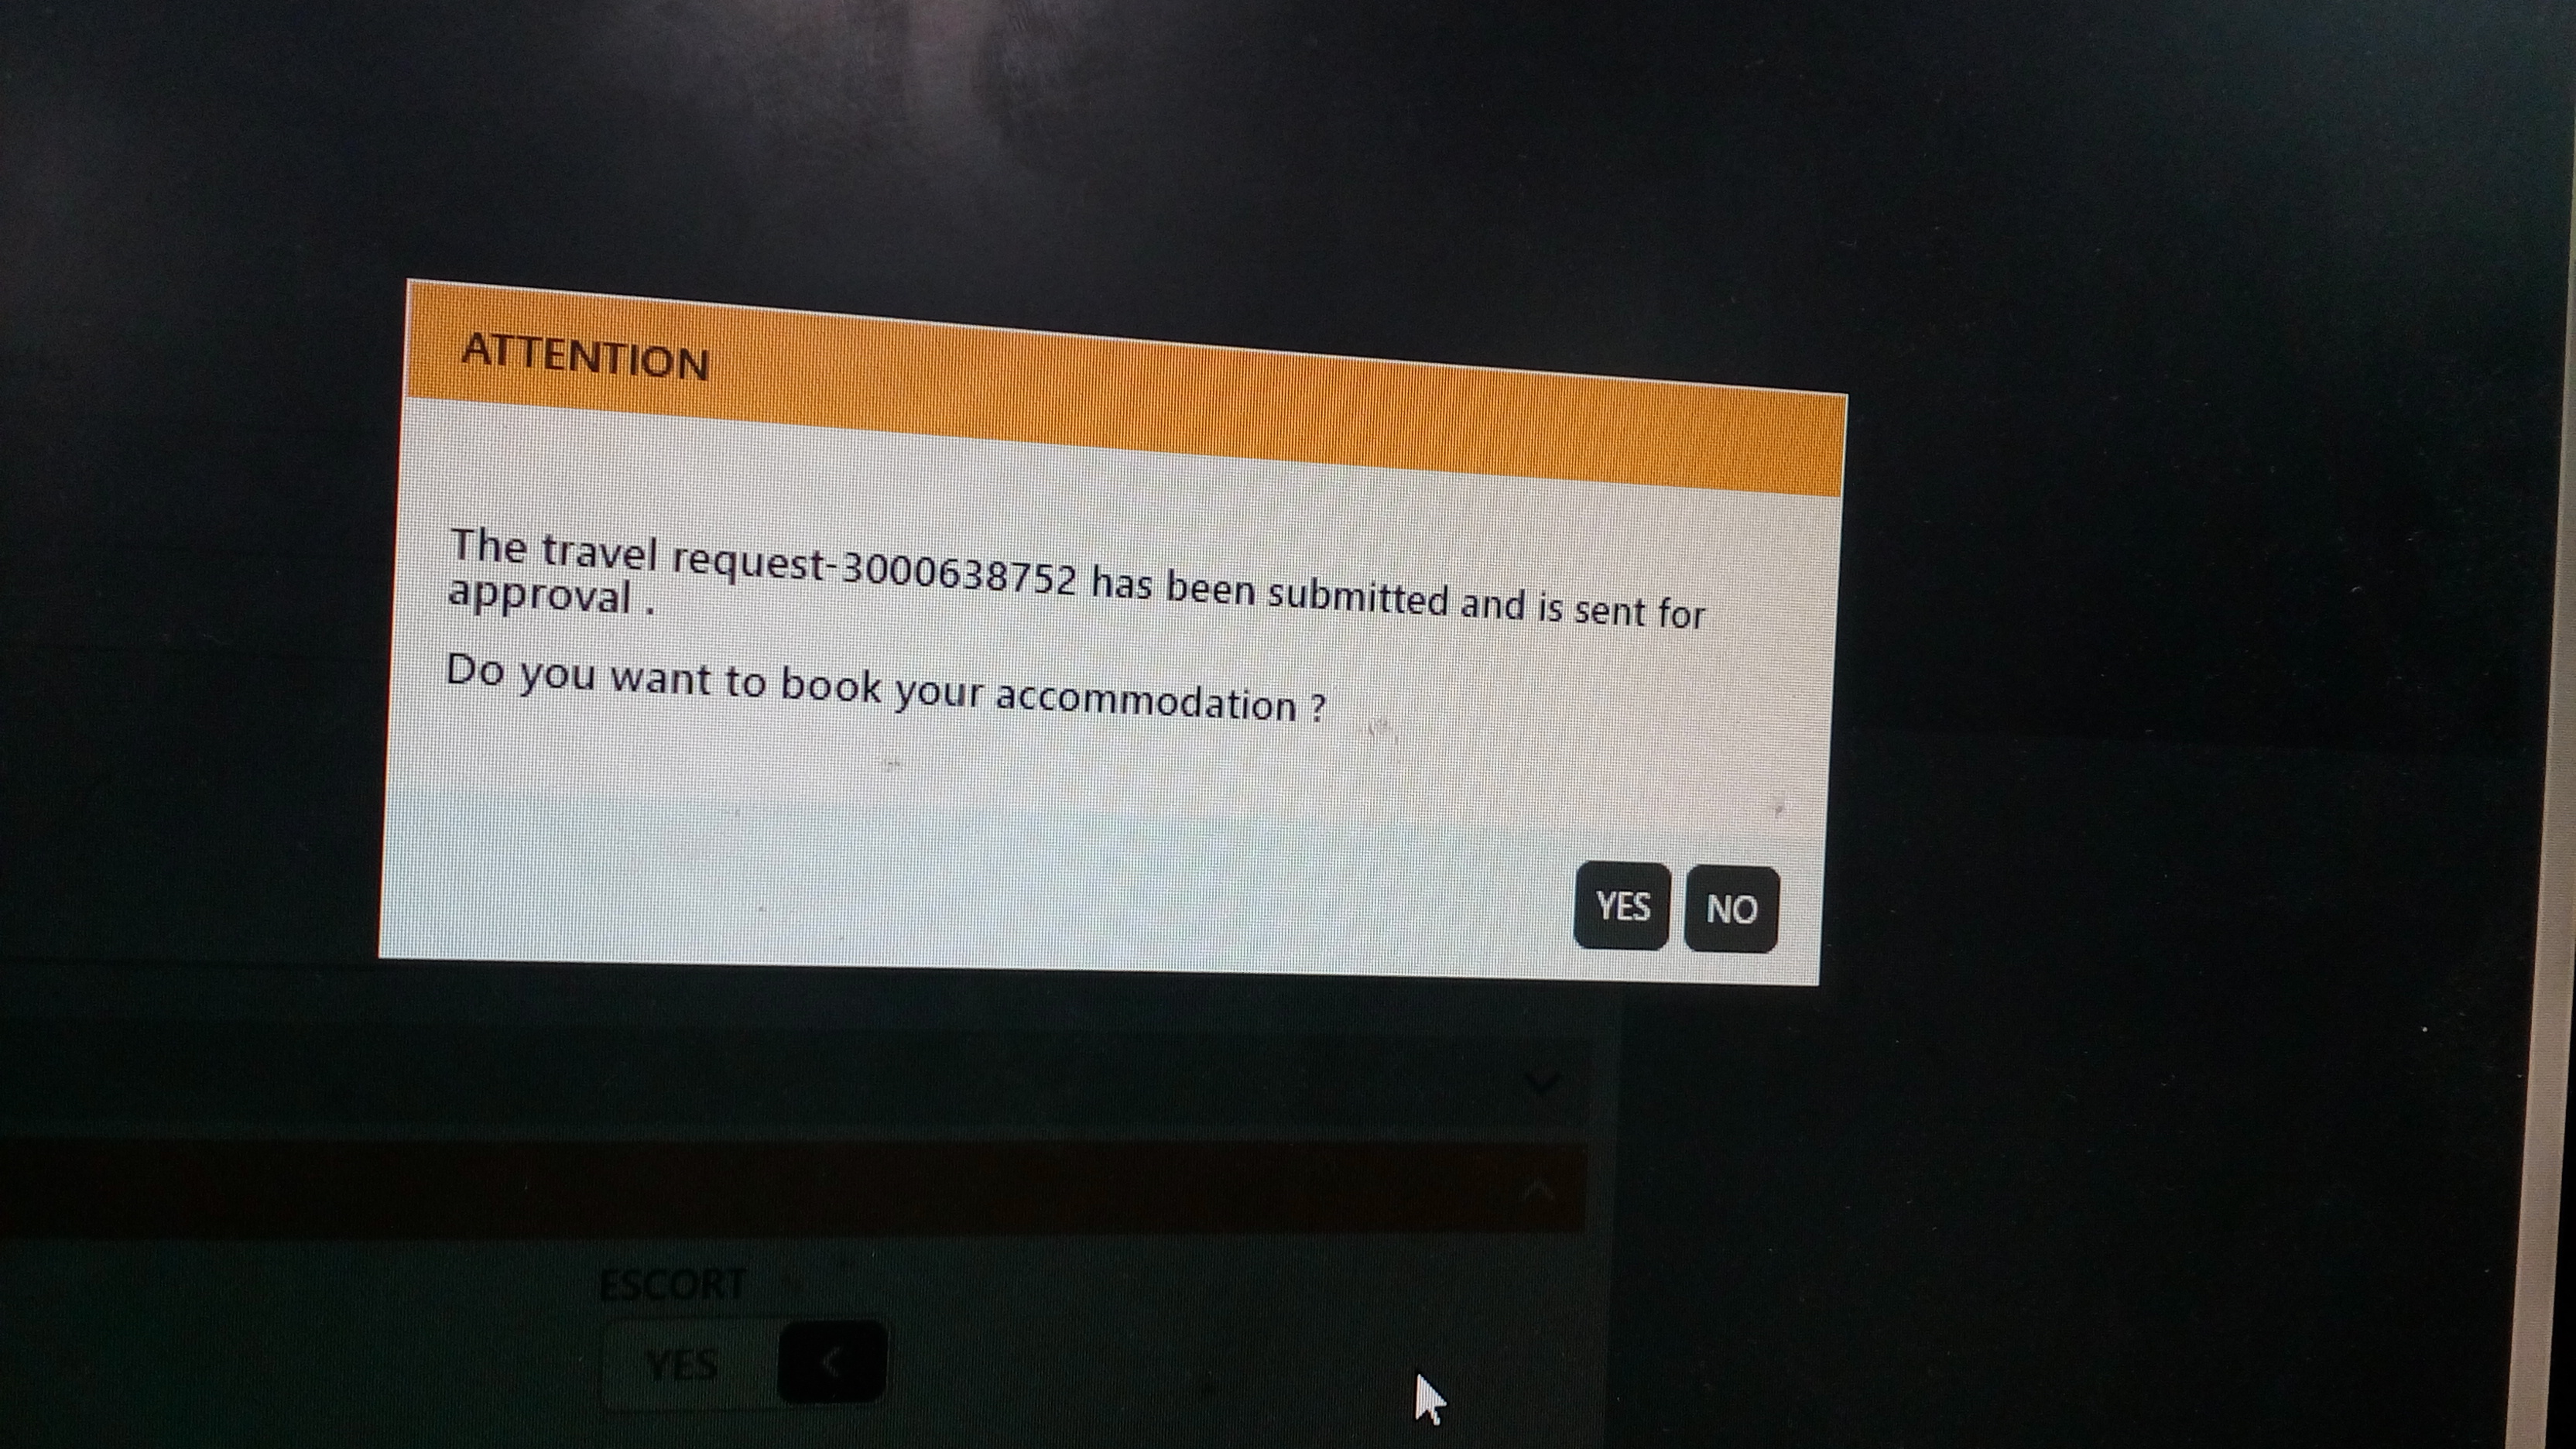 ATTENTION
The travel request-3000638752 has been submitted and is sent for
approval .
Do you want to book your accommodation ?
YES NO
ESCORT
YES